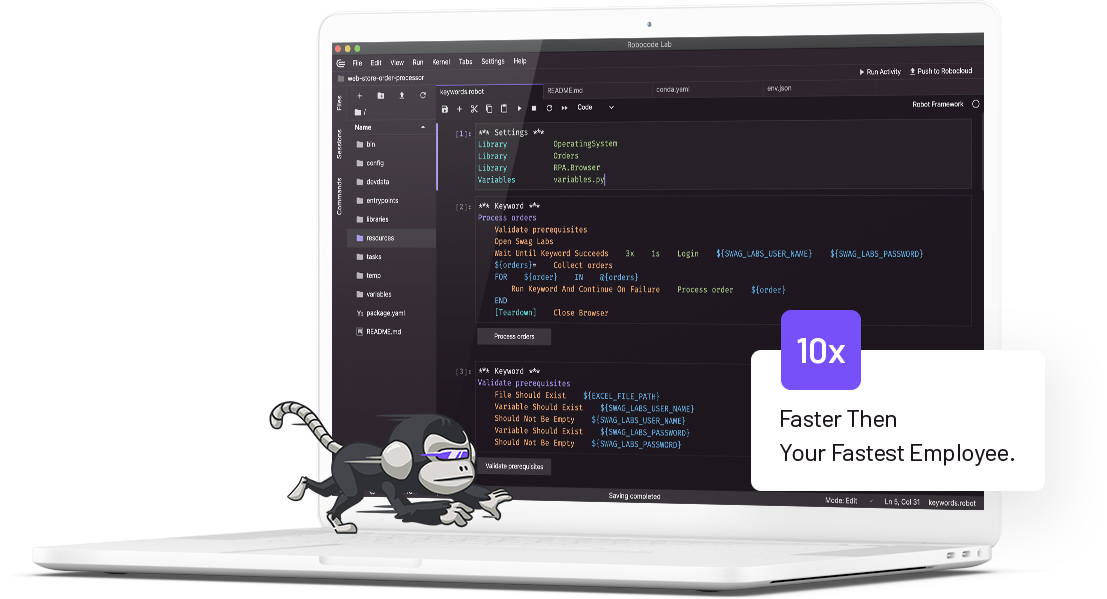 Robocode Lab
File Edit View Run Kernel Tabs Settings Help
web-store-order-processor
Run Activity Push to Robocloud
Files
Sessions
Commands
/
Name
bin
config
devdata
entrypoints
libraries
resources
tasks
temp
variables
package.yaml
README.md
keywords.robot README.md conda.yaml env.json
Code
Robot Framework
[1]: *** Settings ***
Library OperatingSystem
Library Orders
Library RPA.Browser
Variables variables.py
[2]: *** Keyword ***
Process orders
Validate prerequisites
Open Swag Labs
Wait Until Keyword Succeeds 3x 1s Login ${SWAG_LABS_USER_NAME} ${SWAG_LABS_PASSWORD}
${orders}= Collect orders
FOR ${order} IN @{orders}
Run Keyword And Continue On Failure Process order ${order}
END
[Teardown] Close Browser
Process orders
[3]: *** Keyword ***
Validate prerequisites
File Should Exist ${EXCEL_FILE_PATH}
Variable Should Exist ${SWAG_LABS_USER_NAME}
Should Not Be Empty ${SWAG_LABS_USER_NAME}
Variable Should Exist ${SWAG_LABS_PASSWORD}
Should Not Be Empty ${SWAG_LABS_PASSWORD}
Validate prerequisites
Saving completed
Mode: Edit Ln 5, Col 31 keywords.robot
10x
Faster Then
Your Fastest Employee.